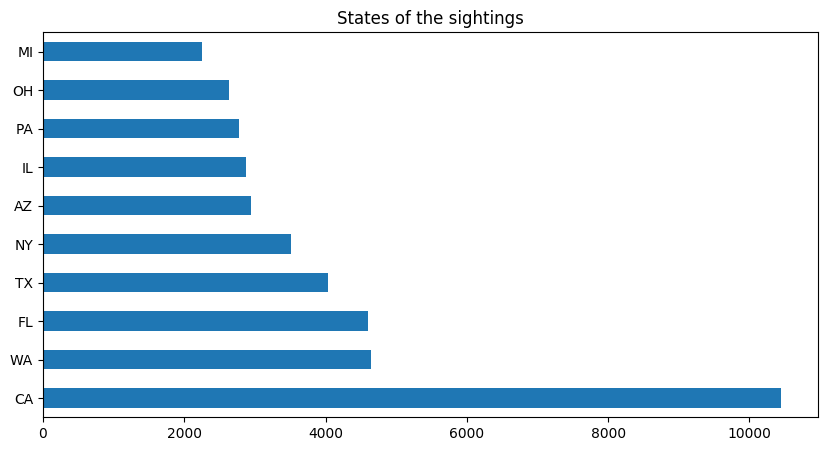 States of the sightings
MI
OH
PA
IL
AZ
NY
TX
FL
WA
CA
0 2000 4000 6000 8000 10000